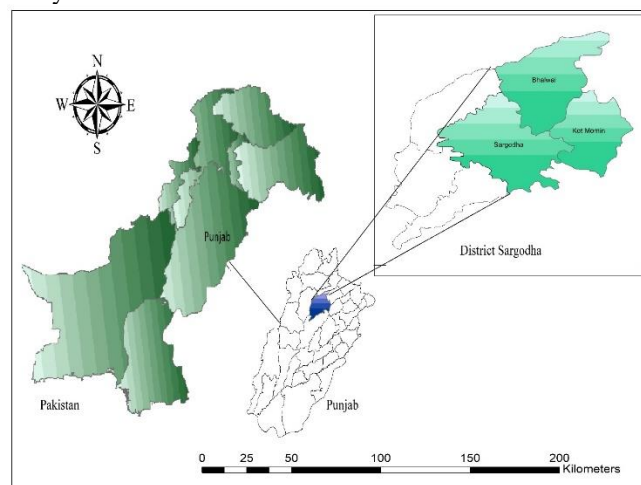 N
W
E
S
Bhalwal
Kot Momin
Sargodha
District Sargodha
Punjab
Pakistan
Punjab
0 25 50 100 150 200
Kilometers